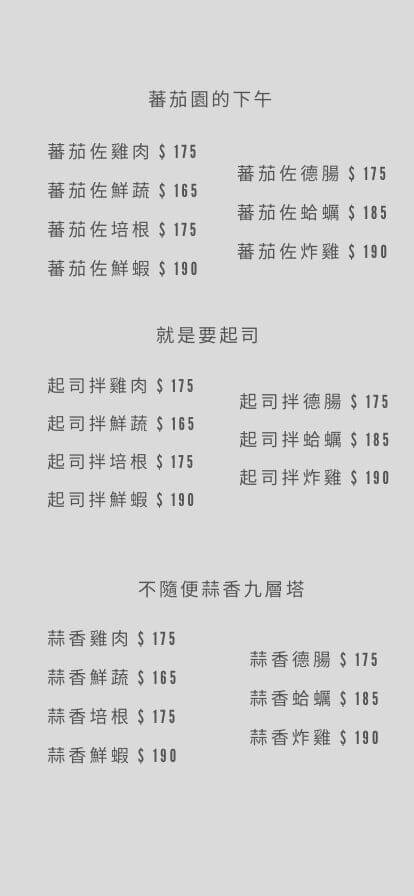 蕃茄園的下午
蕃茄佐雞肉 $ 175
蕃茄佐鮮蔬 $ 165
蕃茄佐培根 $ 175
蕃茄佐鮮蝦 $ 190
蕃茄佐德腸 $ 175
蕃茄佐蛤蠣 $ 185
蕃茄佐炸雞 $ 190
就是要起司
起司拌雞肉 $ 175
起司拌鮮蔬 $ 165
起司拌培根 $ 175
起司拌鮮蝦 $ 190
起司拌德腸 $ 175
起司拌蛤蠣 $ 185
起司拌炸雞 $ 190
不隨便蒜香九層塔
蒜香雞肉 $ 175
蒜香鮮蔬 $ 165
蒜香培根 $ 175
蒜香鮮蝦 $ 190
蒜香德腸 $ 175
蒜香蛤蠣 $ 185
蒜香炸雞 $ 190